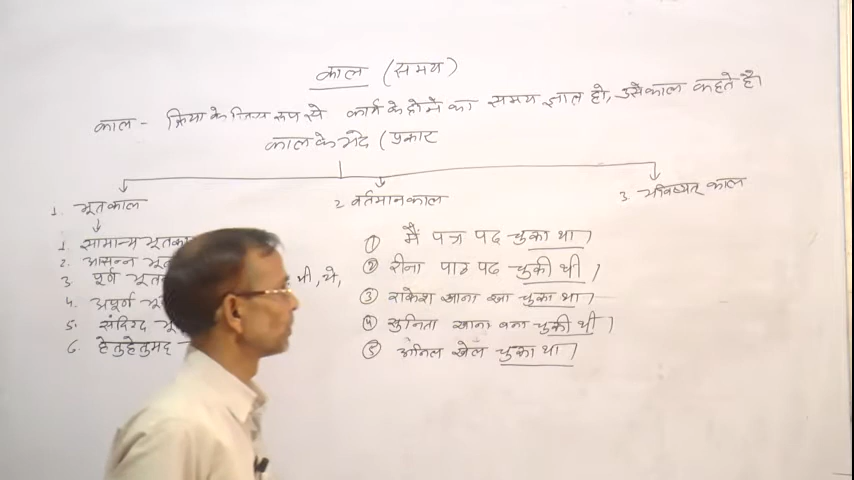 काल (समय)
काल - क्रिया के जिस रूप से कार्य के होने का समय ज्ञात हो, उसे काल कहते है।
काल के भेद (प्रकार
1. भूतकाल
2 वर्तमानकाल
3 भविष्यत् काल
1. सामान्य भूतका
2. आसन्न भूत
3 पूर्ण भूत थी, थे,
4. अपूर्ण भू
5. संदिग्ध भू
6. हेतुहेतुमद्
① मैं पत्र पढ चुका था।
② रीना पाठ पढ चुकी थी।
③ राकेश खाना खा चुका था।
④ सुनिता खाना बना चुकी थी।
⑤ अनिल खेल चुका था।